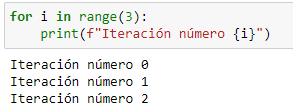 for i in range(3):
    print(f"Iteración número {i}")
Iteración número 0
Iteración número 1
Iteración número 2